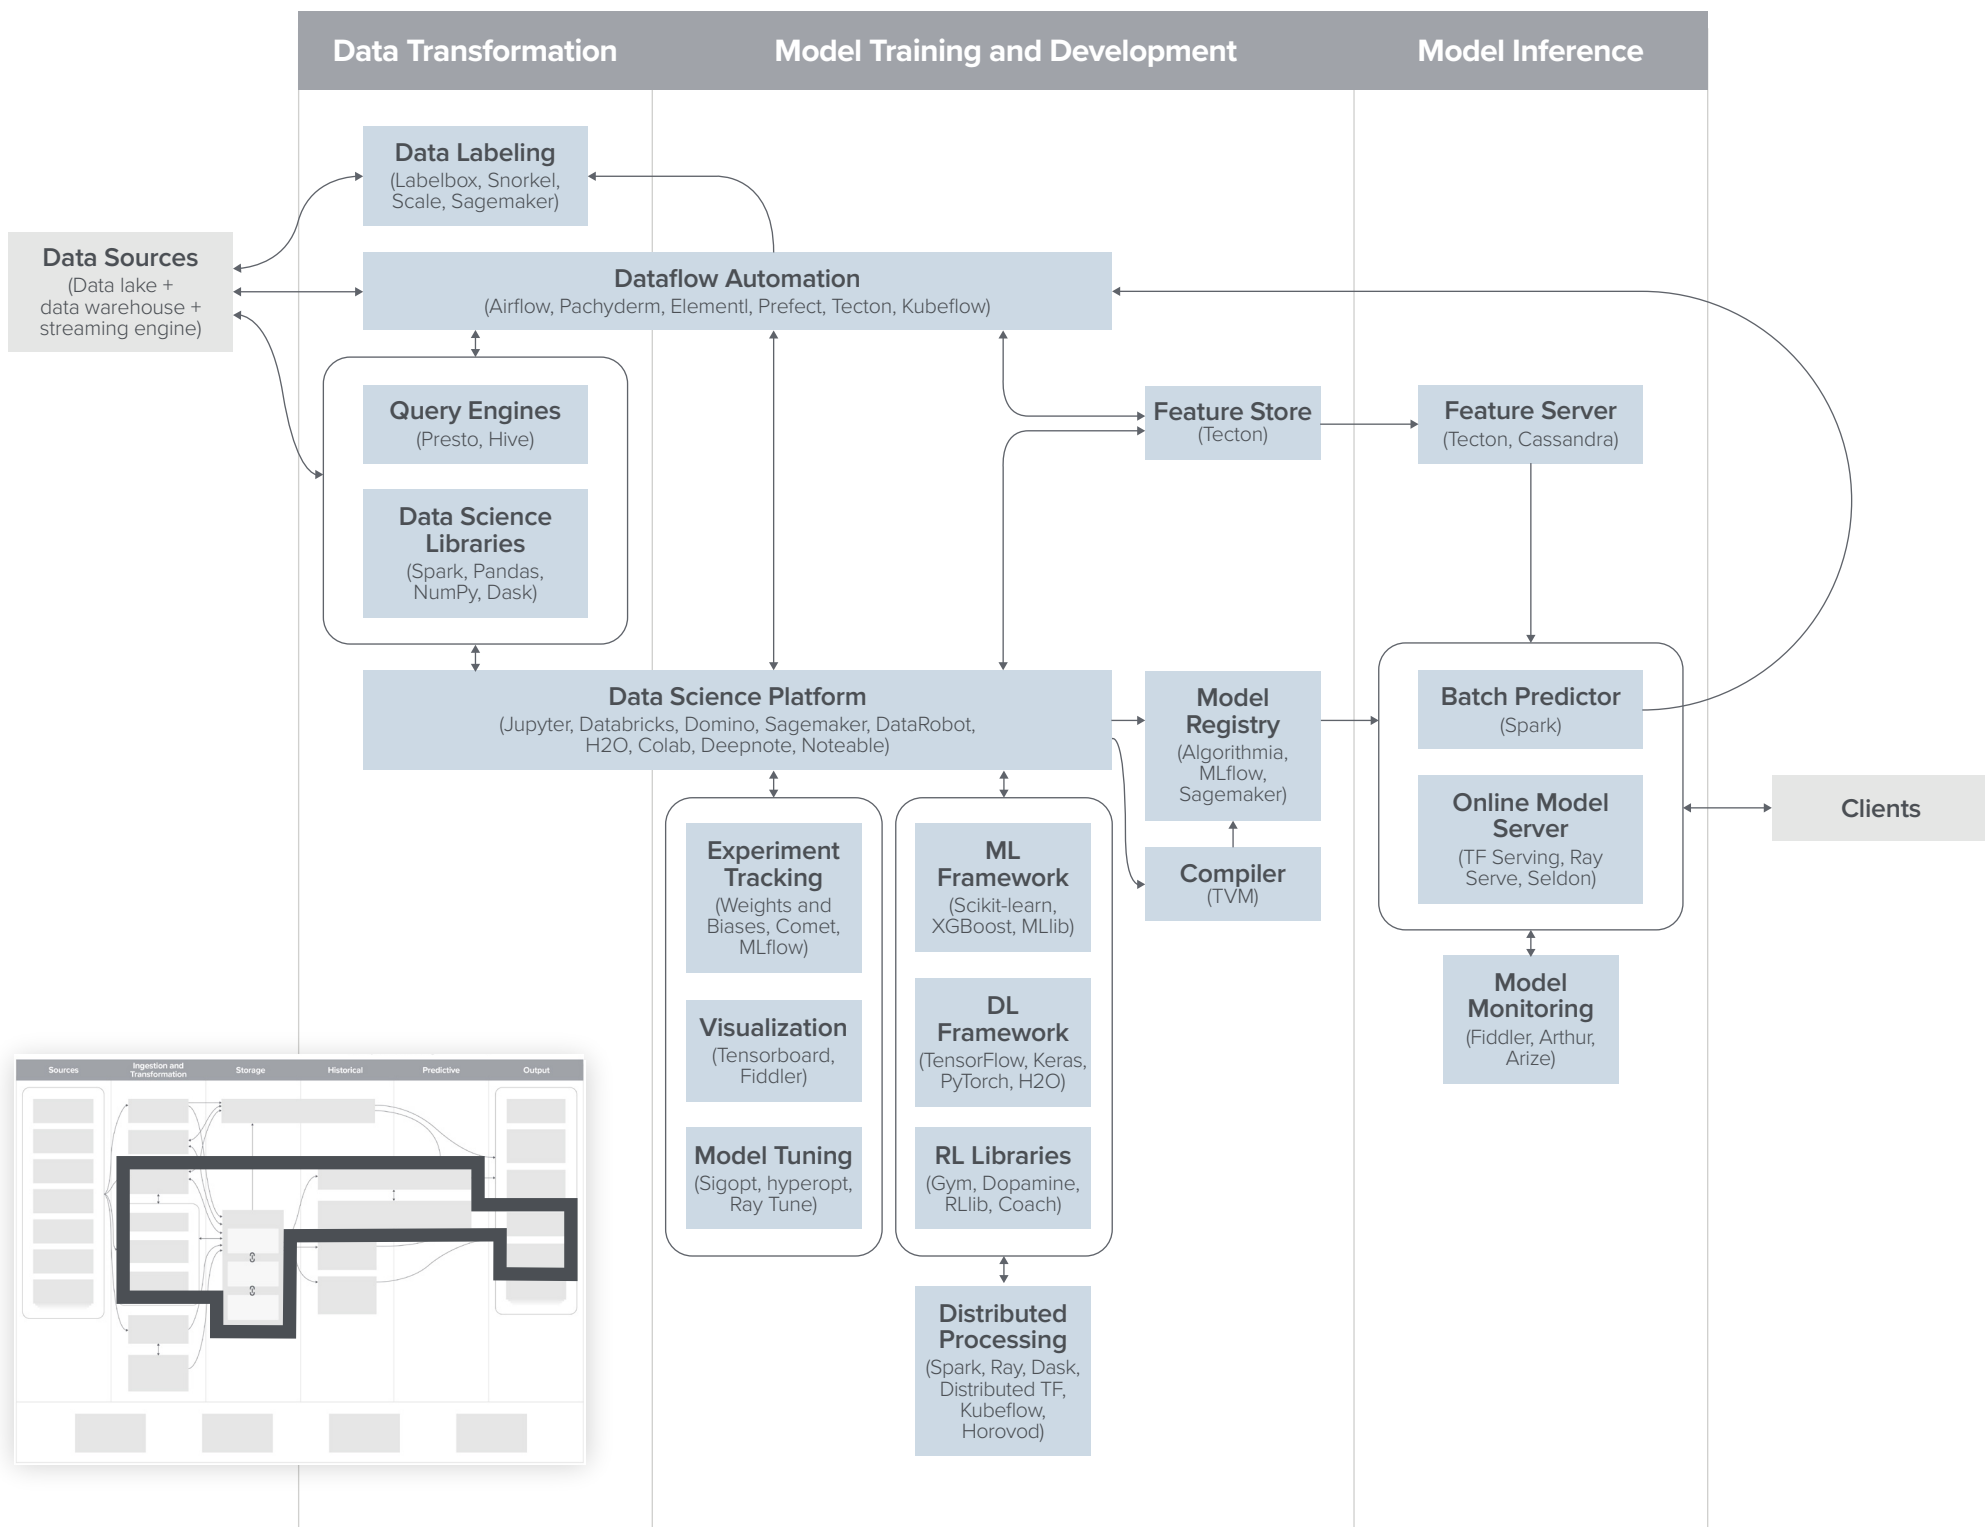 Data Transformation
Model Training and Development
Model Inference
Data Labeling
(Labelbox, Snorkel,
Scale, Sagemaker)
Data Sources
(Data lake +
data warehouse +
streaming engine)
Dataflow Automation
(Airflow, Pachyderm, Elementl, Prefect, Tecton, Kubeflow)
Query Engines
(Presto, Hive)
Feature Store
(Tecton)
Feature Server
(Tecton, Cassandra)
Data Science
Libraries
(Spark, Pandas,
NumPy, Dask)
Data Science Platform
(Jupyter, Databricks, Domino, Sagemaker, DataRobot,
H2O, Colab, Deepnote, Noteable)
Model
Registry
(Algorithmia,
MLflow,
Sagemaker)
Batch Predictor
(Spark)
Online Model
Server
(TF Serving, Ray
Serve, Seldon)
Clients
Experiment
Tracking
(Weights and
Biases, Comet,
MLflow)
ML
Framework
(Scikit-learn,
XGBoost, MLlib)
Compiler
(TVM)
Model
Monitoring
(Fiddler, Arthur,
Arize)
Visualization
(Tensorboard,
Fiddler)
DL
Framework
(TensorFlow, Keras,
PyTorch, H2O)
Model Tuning
(Sigopt, hyperopt,
Ray Tune)
RL Libraries
(Gym, Dopamine,
RLlib, Coach)
Distributed
Processing
(Spark, Ray, Dask,
Distributed TF,
Kubeflow,
Horovod)
Sources
Ingestion and
Transformation
Storage
Historical
Predictive
Output